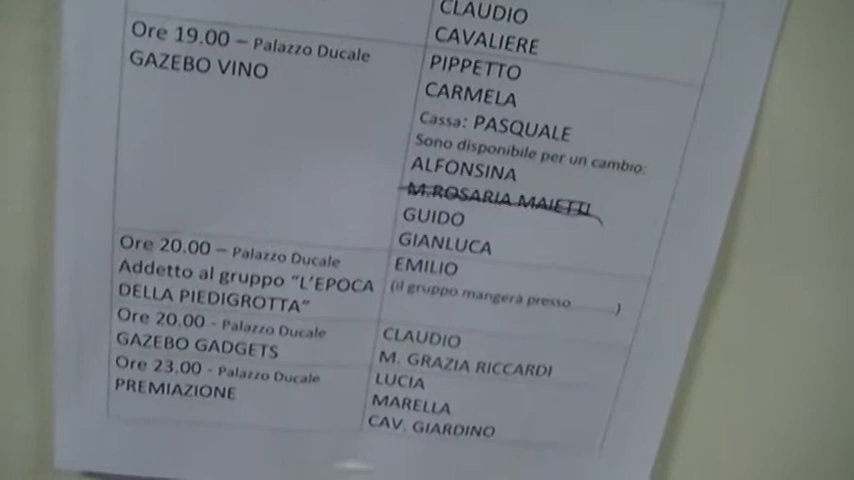 CLAUDIO
CAVALIERE
Ore 19.00 – Palazzo Ducale
GAZEBO VINO
PIPPETTO
CARMELA
Cassa: PASQUALE
Sono disponibile per un cambio:
ALFONSINA
M.ROSARIA MAIETTI
GUIDO
GIANLUCA
Ore 20.00 – Palazzo Ducale
Addetto al gruppo “L’EPOCA
DELLA PIEDIGROTTA”
EMILIO
(il gruppo mangerà presso ............)
Ore 20.00 - Palazzo Ducale
GAZEBO GADGETS
CLAUDIO
M. GRAZIA RICCARDI
Ore 23.00 - Palazzo Ducale
PREMIAZIONE
LUCIA
MARELLA
CAV. GIARDINO